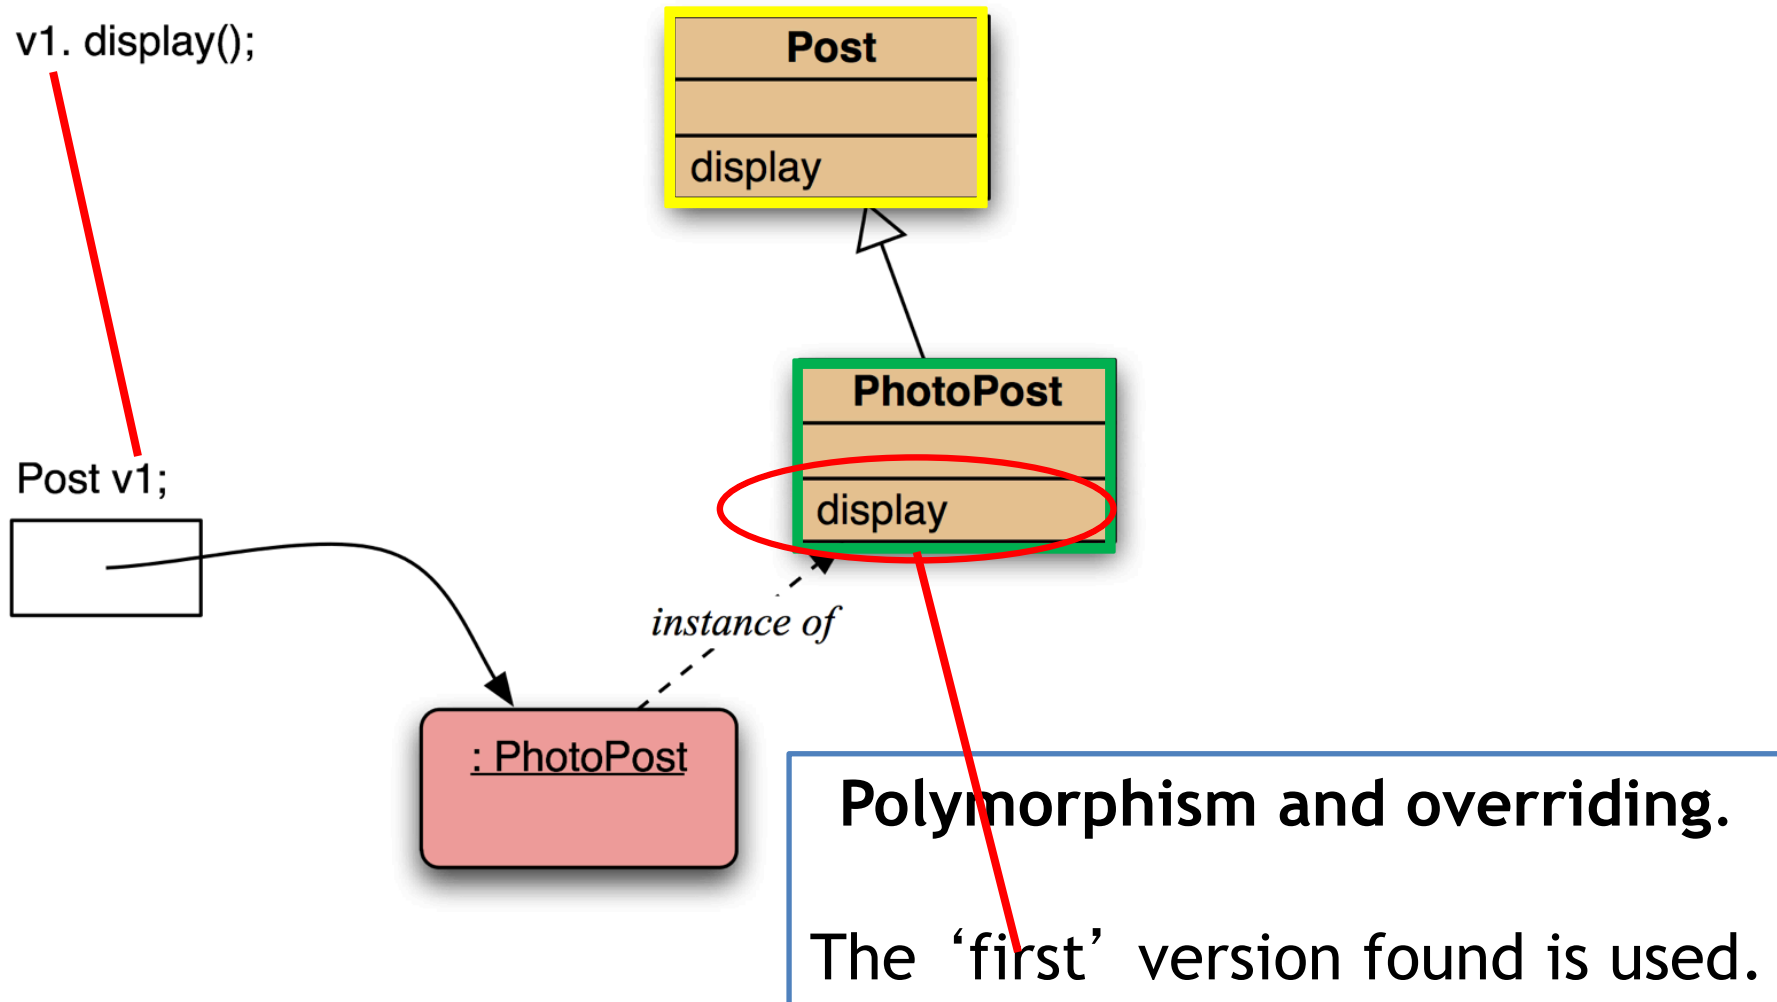 v1. display();
Post
display
PhotoPost
display
Post v1;
instance of
: PhotoPost
Polymorphism and overriding.
The ‘first’ version found is used.